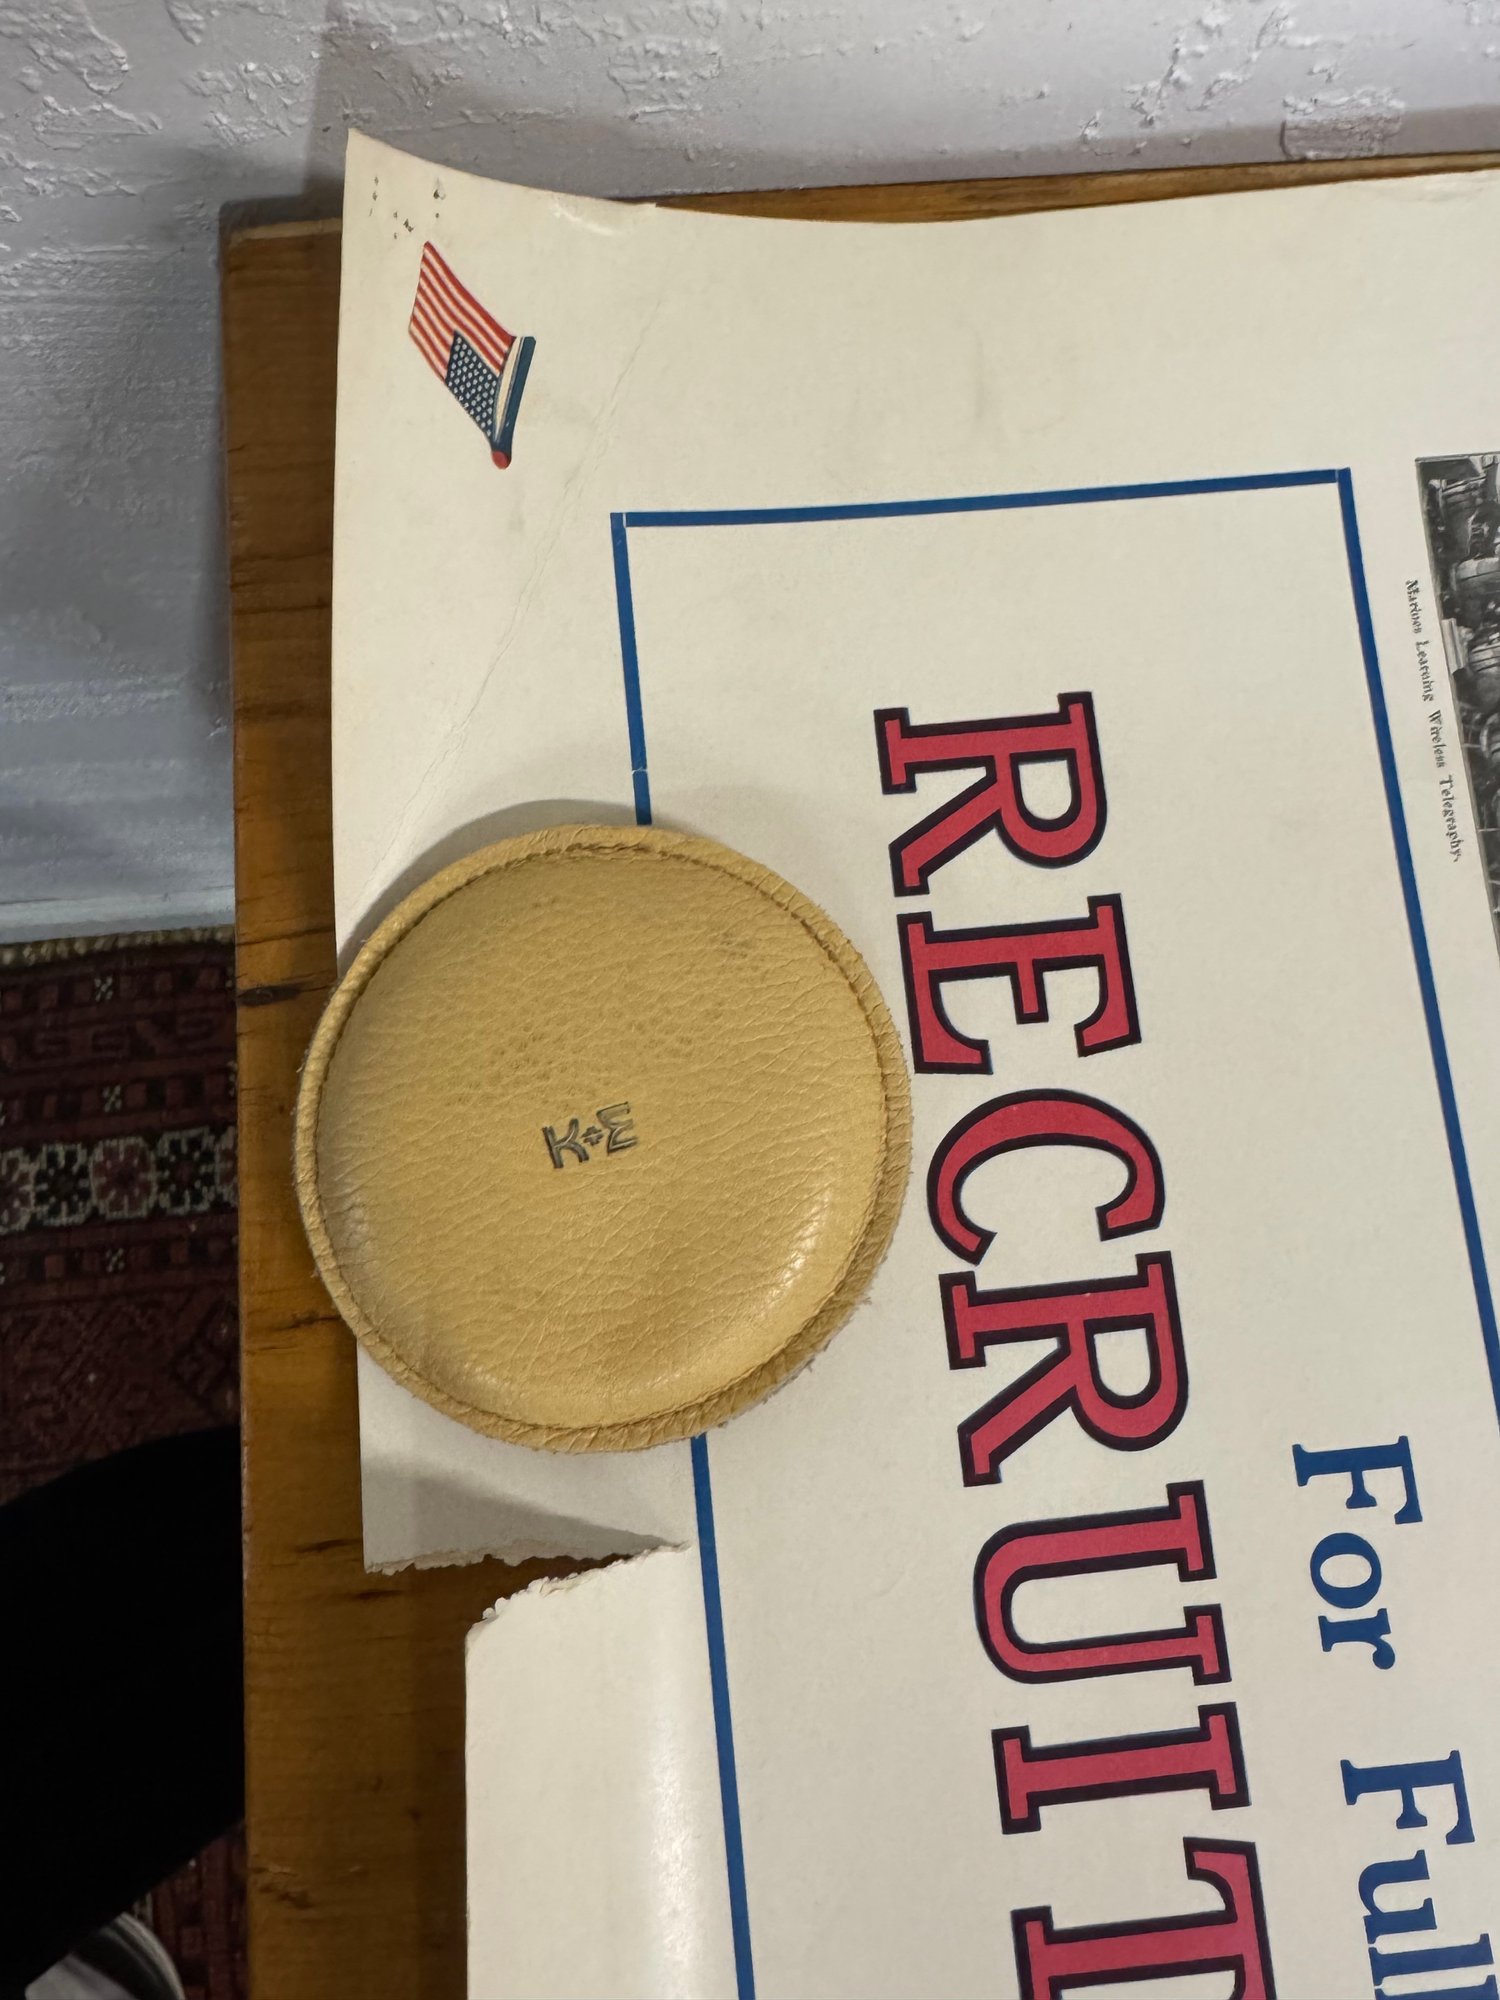 RECRUIT
For Full
Marines Learning Wireless Telegraphy.
K+M